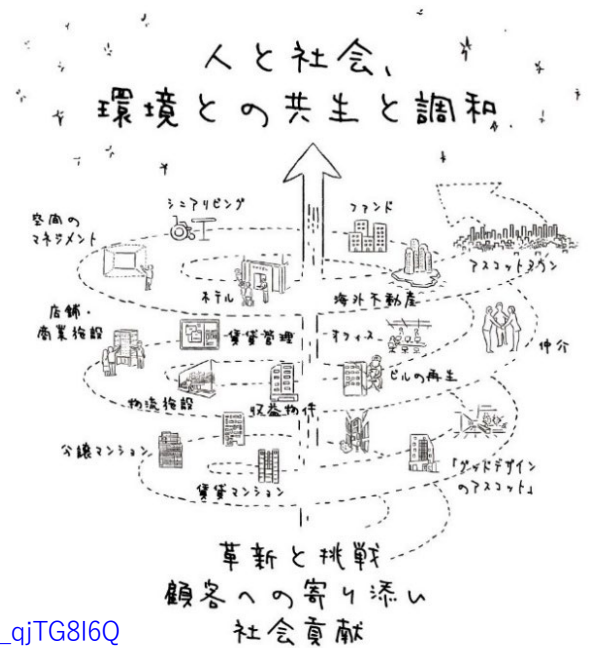 人と社会、
環境との共生と調和
シニアリビング
ファンド
空間の
マネジメント
アスコットタウン
ホテル
海外不動産
店舗・
商業施設
賃貸管理
オフィス
仲介
物流施設
収益物件
ビルの再生
分譲マンション
賃貸マンション
「グッドデザイン
のアスコット」
革新と挑戦
顧客への寄り添い
社会貢献
_qjTG8I6Q